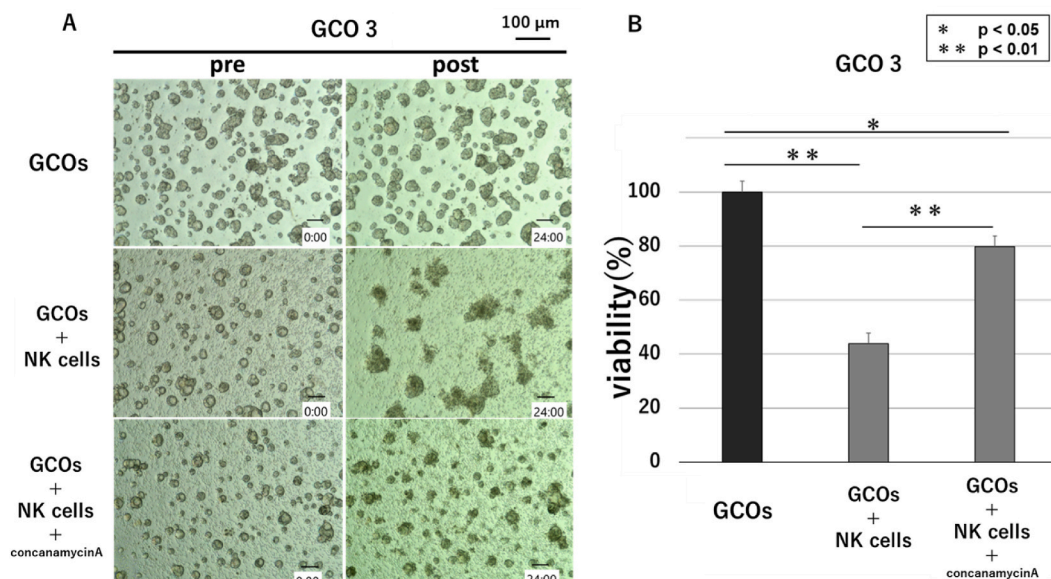 A
GCO 3
100 μm
pre
post
GCOs
0:00
24:00
GCOs
+
NK cells
0:00
24:00
GCOs
+
NK cells
+
concanamycinA
0:00
24:00
B
* p < 0.05
** p < 0.01
GCO 3
*
**
**
viability(%)
100
80
60
40
20
0
GCOs
GCOs
+
NK cells
GCOs
+
NK cells
+
concanamycinA